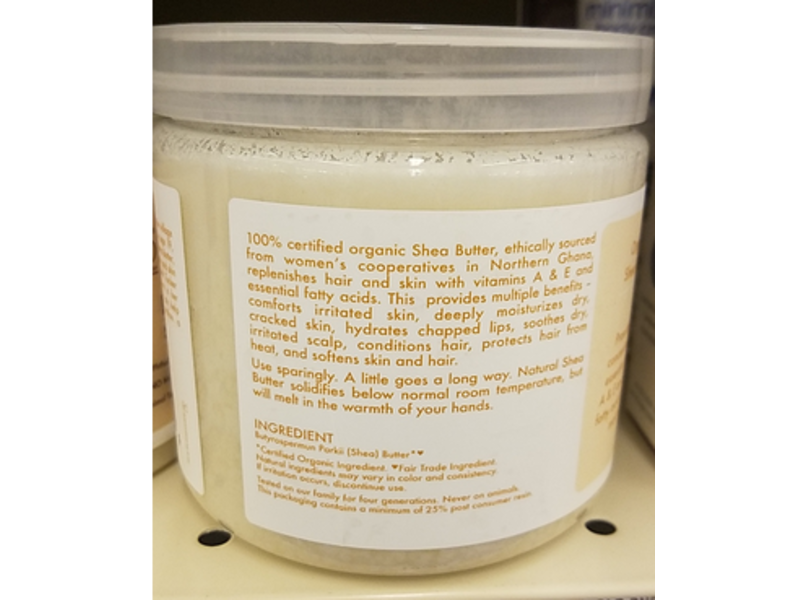 100% certified organic Shea Butter, ethically sourced
from women's cooperatives in Northern Ghana,
replenishes hair and skin with vitamins A & E and
essential fatty acids. This provides multiple benefits –
comforts irritated skin, deeply moisturizes dry,
cracked skin, hydrates chapped lips, soothes dry,
irritated scalp, conditions hair, protects hair from
heat, and softens skin and hair.
Use sparingly. A little goes a long way. Natural Shea
Butter solidifies below normal room temperature, but
will melt in the warmth of your hands.
INGREDIENT
Butyrospermun Parkii (Shea) Butter*♥
*Certified Organic Ingredient. ♥Fair Trade Ingredient.
Natural ingredients may vary in color and consistency.
If irritation occurs, discontinue use.
Tested on our family for four generations. Never on animals.
This packaging contains a minimum of 25% post consumer resin.